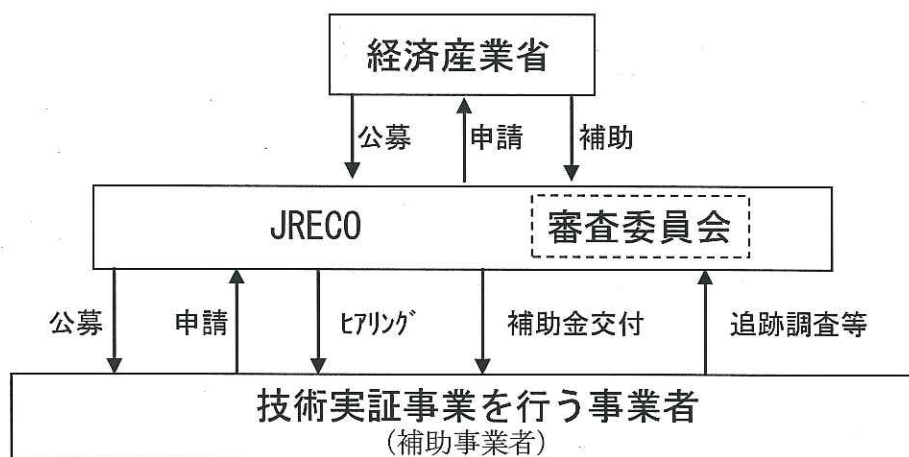 経済産業省
公募 申請 補助
JRECO 審査委員会
公募 申請 ﾋｱﾘﾝｸﾞ 補助金交付 追跡調査等
技術実証事業を行う事業者
(補助事業者)